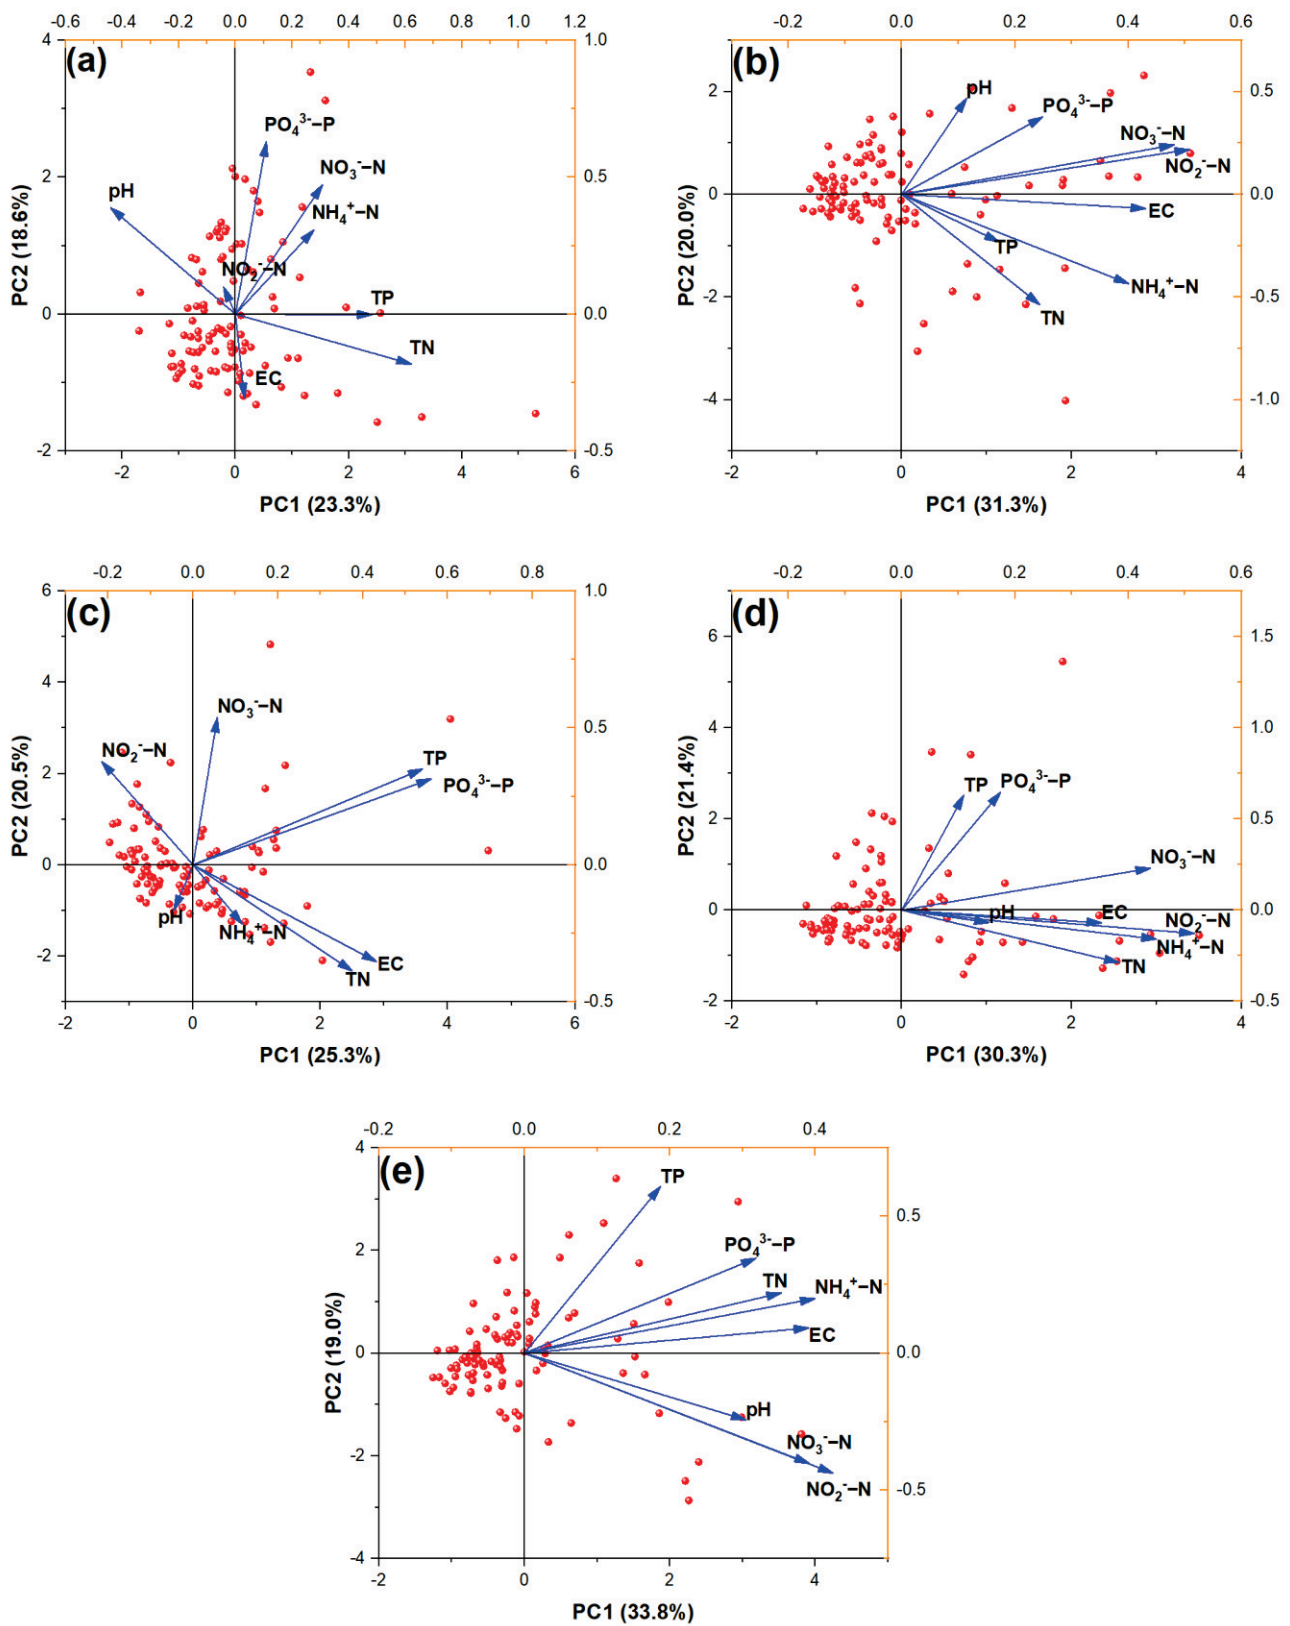 -0.6 -0.4 -0.2 0.0 0.2 0.4 0.6 0.8 1.0 1.2
(a)
4
2
0
-2
1.0
0.5
0.0
-0.5
PO₄³⁻–P
NO₃⁻–N
pH
NH₄⁺–N
NO₂⁻–N
TP
TN
EC
PC2 (18.6%)
-2 0 2 4 6
PC1 (23.3%)
0.0 0.2 0.4 0.6
(b)
2
0
-2
-4
0.5
0.0
-0.5
-1.0
pH
PO₄³⁻–P
NO₃⁻–N
NO₂⁻–N
EC
TP
NH₄⁺–N
TN
PC2 (20.0%)
-2 0 2 4
PC1 (31.3%)
-0.2 0.0 0.2 0.4 0.6 0.8
(c)
6
4
2
0
-2
1.0
0.5
0.0
-0.5
NO₃⁻–N
NO₂⁻–N
TP
PO₄³⁻–P
pH
NH₄⁺–N
EC
TN
PC2 (20.5%)
-2 0 2 4 6
PC1 (25.3%)
-0.2 0.0 0.2 0.4 0.6
(d)
6
4
2
0
-2
1.5
1.0
0.5
0.0
-0.5
TP
PO₄³⁻–P
NO₃⁻–N
pH
EC
NO₂⁻–N
NH₄⁺–N
TN
PC2 (21.4%)
-2 0 2 4
PC1 (30.3%)
-0.2 0.0 0.2 0.4
(e)
4
2
0
-2
-4
0.5
0.0
-0.5
TP
PO₄³⁻–P
TN
NH₄⁺–N
EC
pH
NO₃⁻–N
NO₂⁻–N
PC2 (19.0%)
-2 0 2 4
PC1 (33.8%)